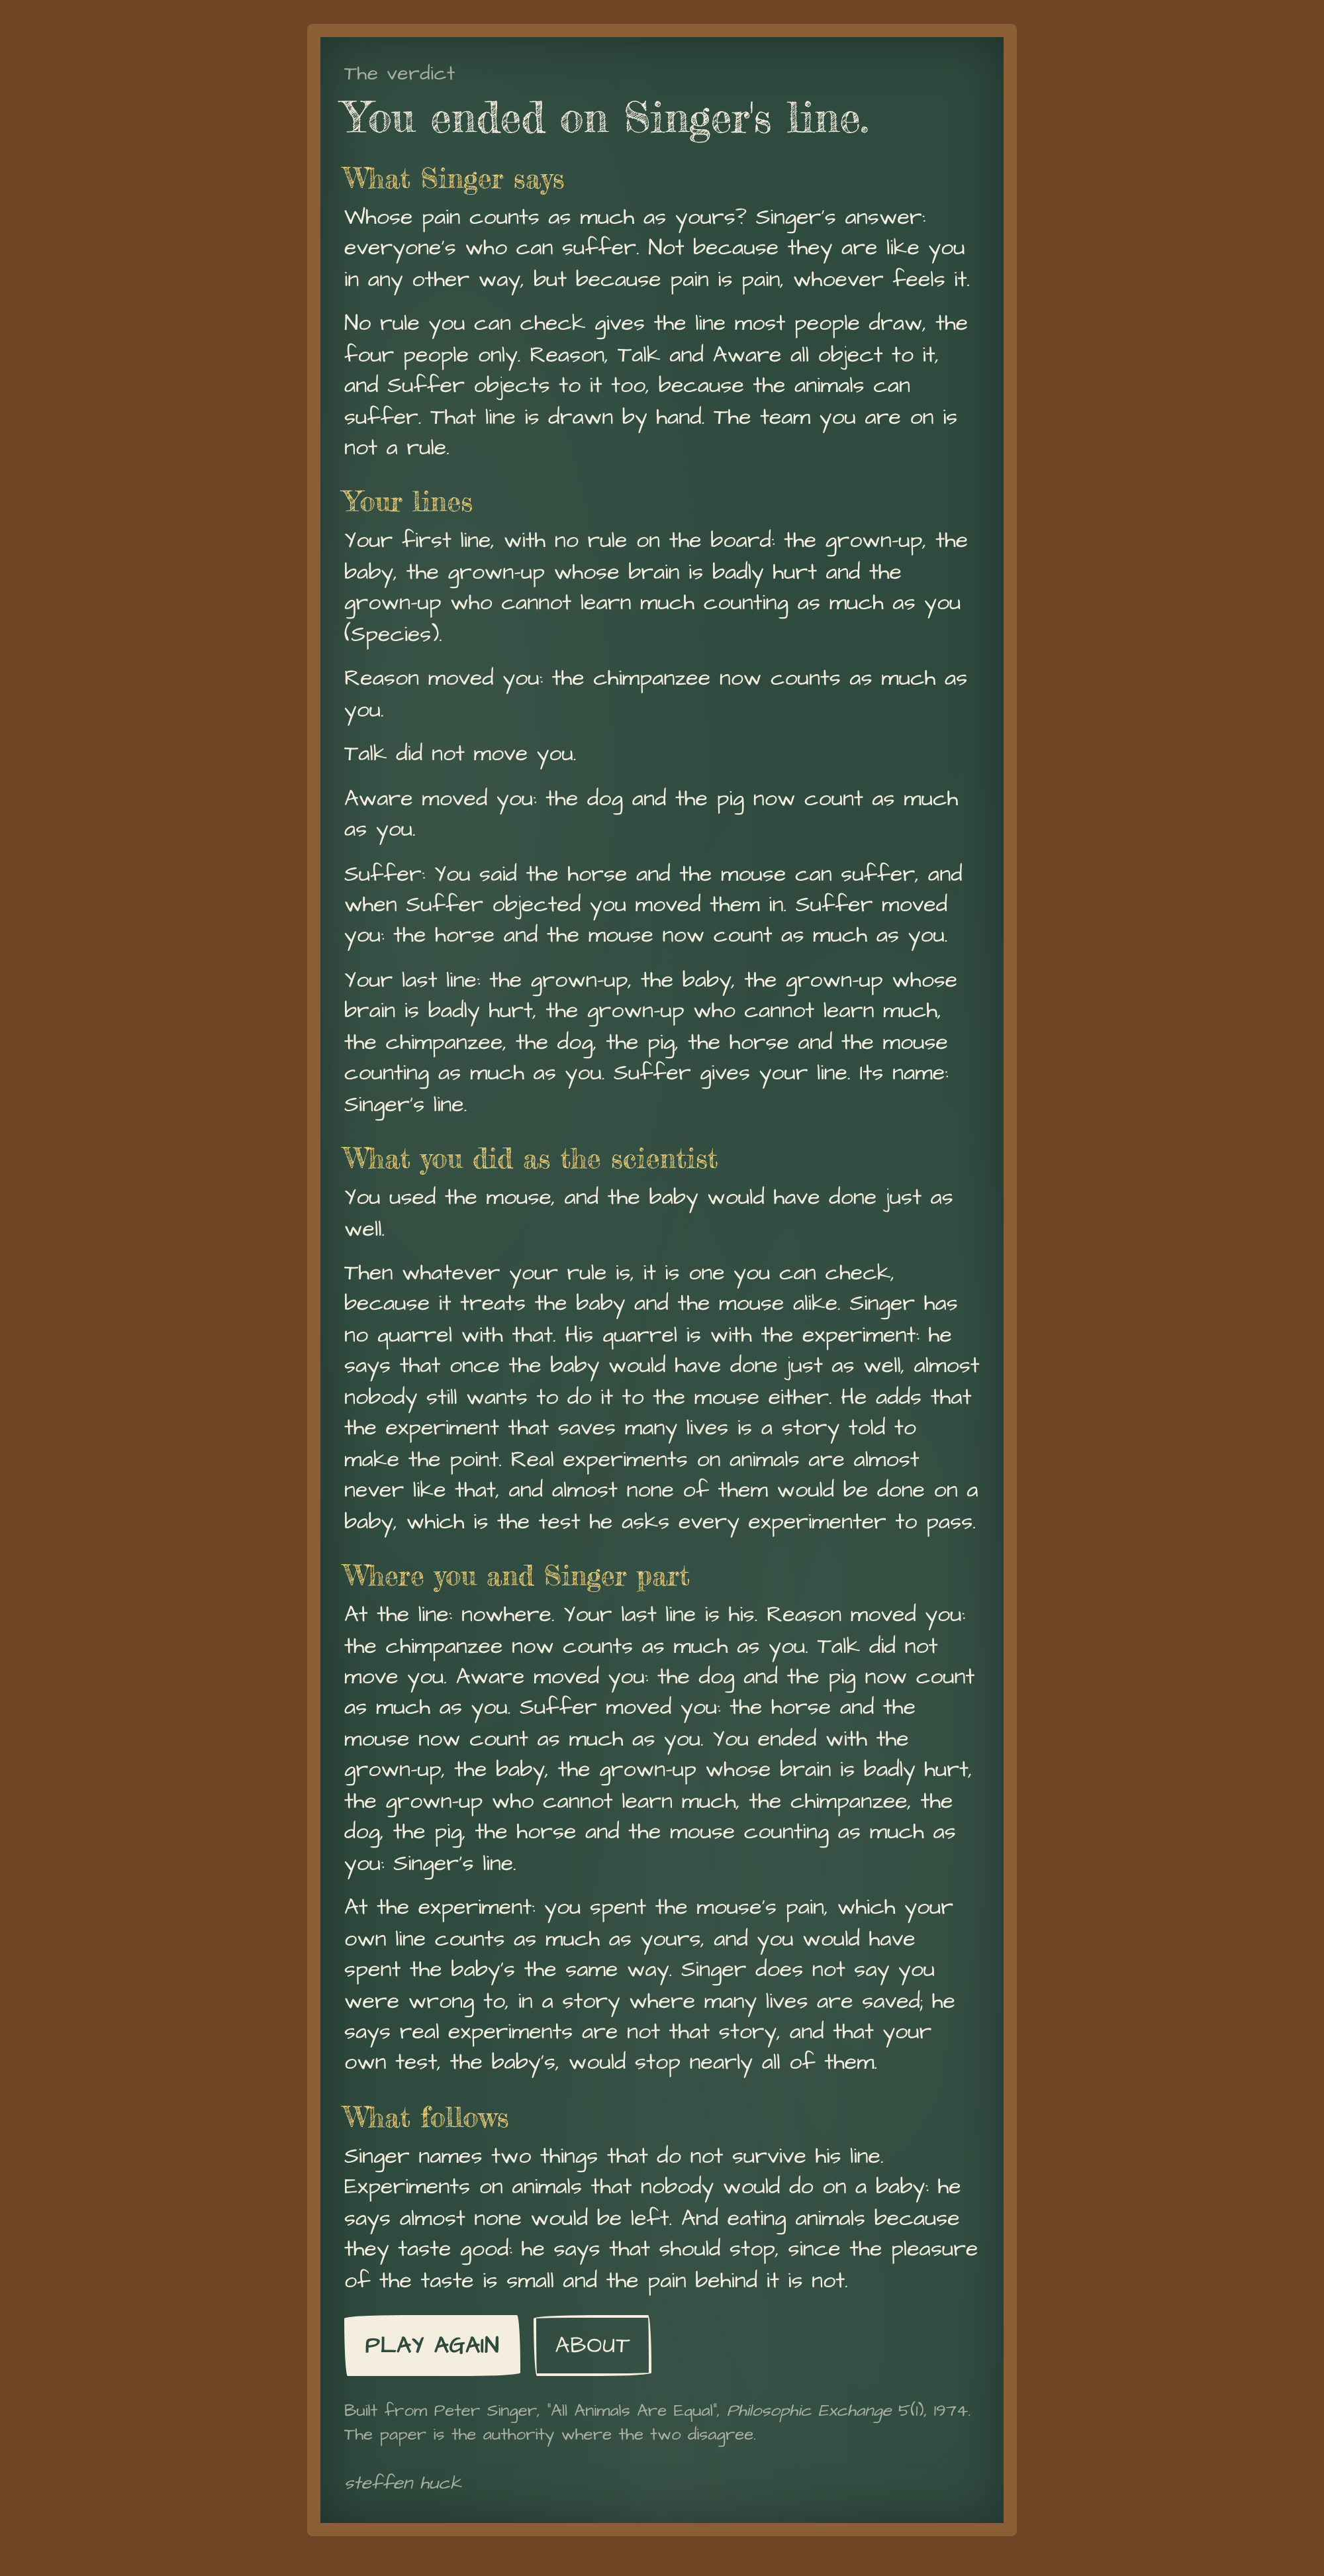 The verdict
You ended on Singer's line.
What Singer says
Whose pain counts as much as yours? Singer's answer:
everyone's who can suffer. Not because they are like you
in any other way, but because pain is pain, whoever feels it.
No rule you can check gives the line most people draw, the
four people only. Reason, Talk and Aware all object to it,
and Suffer objects to it too, because the animals can
suffer. That line is drawn by hand. The team you are on is
not a rule.
Your lines
Your first line, with no rule on the board: the grown-up, the
baby, the grown-up whose brain is badly hurt and the
grown-up who cannot learn much counting as much as you
(Species).
Reason moved you: the chimpanzee now counts as much as
you.
Talk did not move you.
Aware moved you: the dog and the pig now count as much
as you.
Suffer: You said the horse and the mouse can suffer, and
when Suffer objected you moved them in. Suffer moved
you: the horse and the mouse now count as much as you.
Your last line: the grown-up, the baby, the grown-up whose
brain is badly hurt, the grown-up who cannot learn much,
the chimpanzee, the dog, the pig, the horse and the mouse
counting as much as you. Suffer gives your line. Its name:
Singer's line.
What you did as the scientist
You used the mouse, and the baby would have done just as
well.
Then whatever your rule is, it is one you can check,
because it treats the baby and the mouse alike. Singer has
no quarrel with that. His quarrel is with the experiment: he
says that once the baby would have done just as well, almost
nobody still wants to do it to the mouse either. He adds that
the experiment that saves many lives is a story told to
make the point. Real experiments on animals are almost
never like that, and almost none of them would be done on a
baby, which is the test he asks every experimenter to pass.
Where you and Singer part
At the line: nowhere. Your last line is his. Reason moved you:
the chimpanzee now counts as much as you. Talk did not
move you. Aware moved you: the dog and the pig now count
as much as you. Suffer moved you: the horse and the
mouse now count as much as you. You ended with the
grown-up, the baby, the grown-up whose brain is badly hurt,
the grown-up who cannot learn much, the chimpanzee, the
dog, the pig, the horse and the mouse counting as much as
you: Singer's line.
At the experiment: you spent the mouse's pain, which your
own line counts as much as yours, and you would have
spent the baby's the same way. Singer does not say you
were wrong to, in a story where many lives are saved; he
says real experiments are not that story, and that your
own test, the baby's, would stop nearly all of them.
What follows
Singer names two things that do not survive his line.
Experiments on animals that nobody would do on a baby: he
says almost none would be left. And eating animals because
they taste good: he says that should stop, since the pleasure
of the taste is small and the pain behind it is not.
PLAY AGAIN ABOUT
Built from Peter Singer, "All Animals Are Equal", Philosophic Exchange 5(1), 1974.
The paper is the authority where the two disagree.
steffen huck